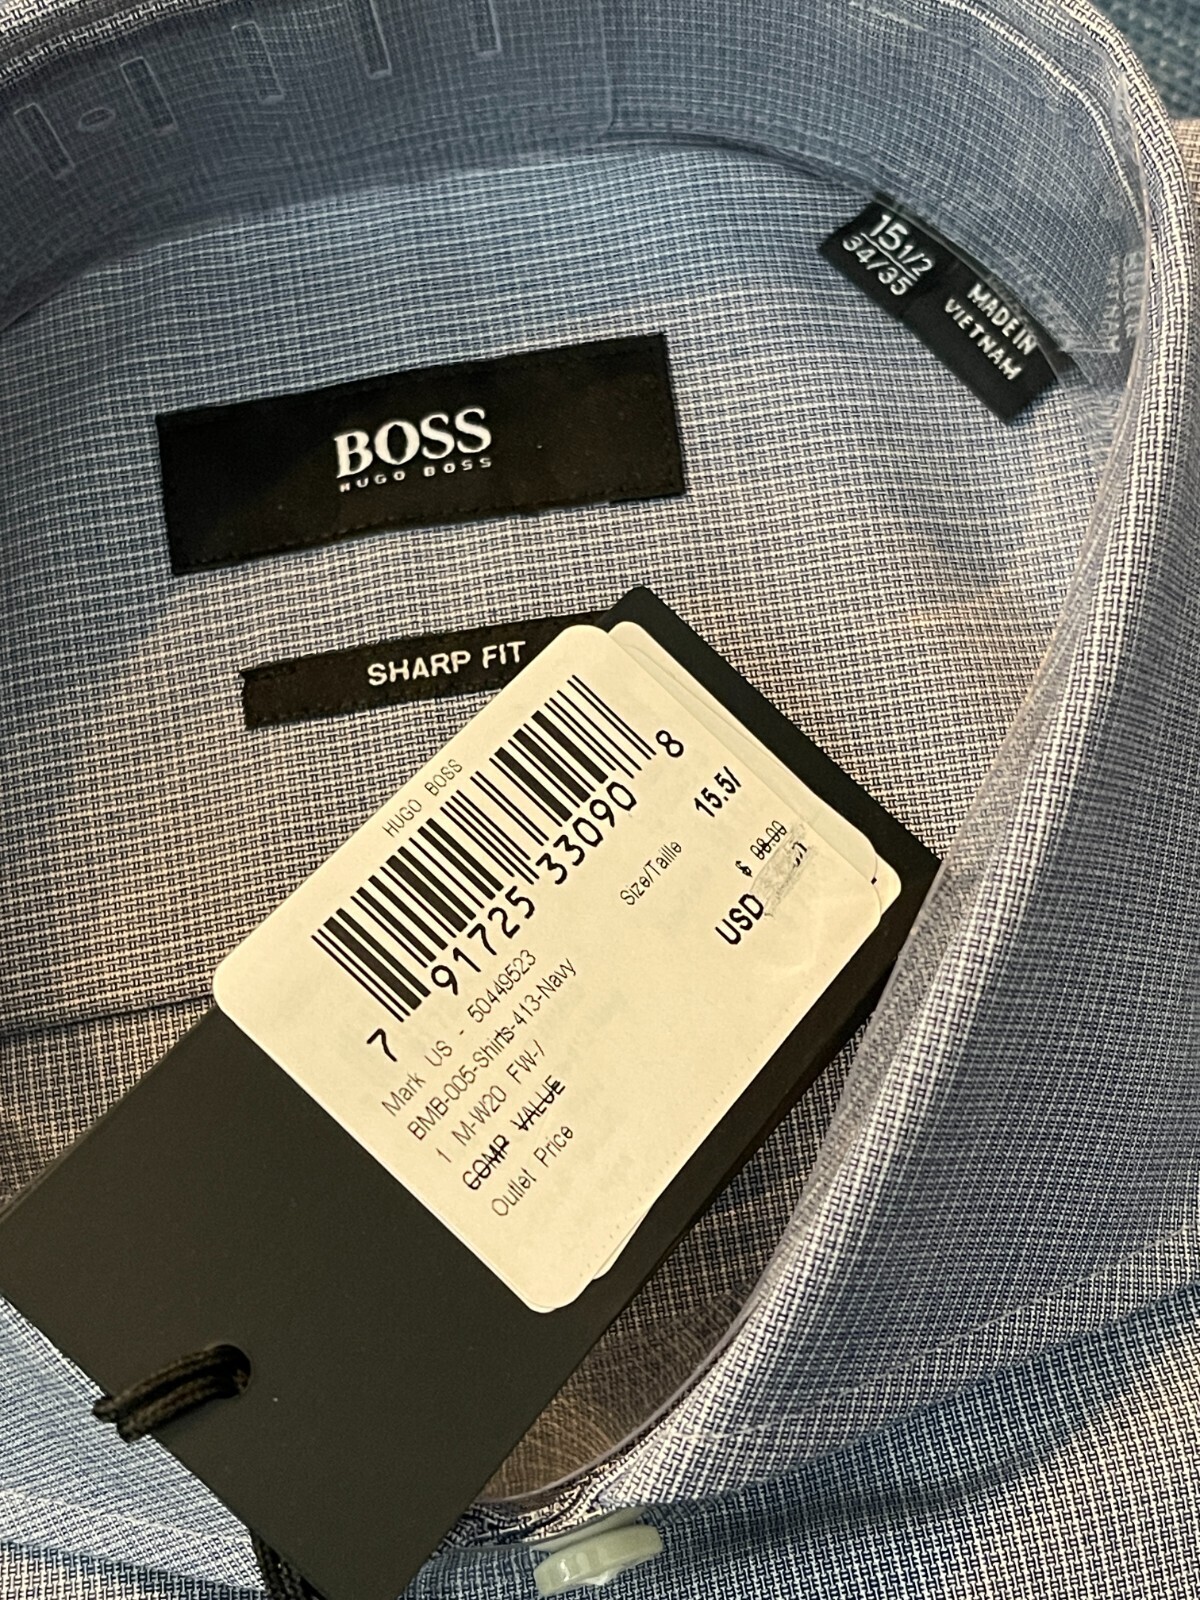 15 1/2
34/35
MADE IN
VIETNAM
BOSS
HUGO BOSS
SHARP FIT
HUGO BOSS
7 91725 33090 8
Mark US - 50449523
BMB-005-Shirts-413-Navy
1 M-W20 FW-/
COMP VALUE
Outlet Price
Size/Taille 15.5/
$
USD